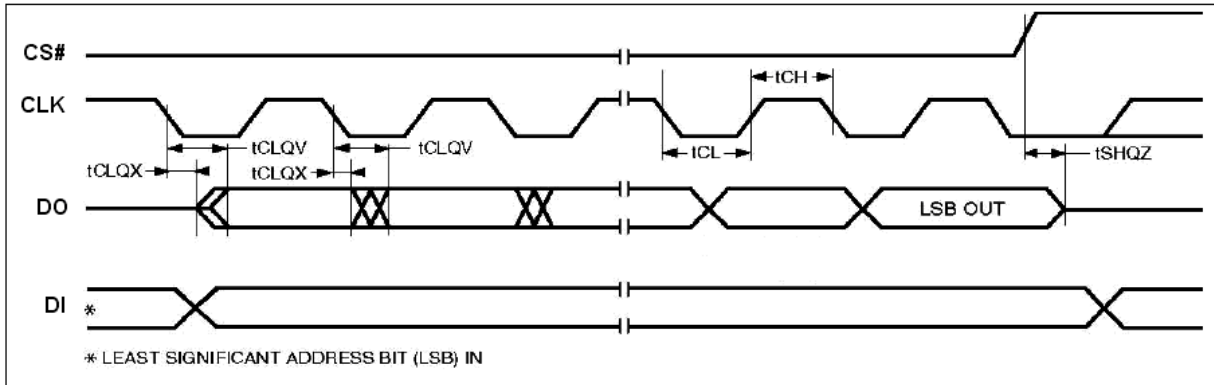 CS#
tCH
CLK
tCLQV
tCLQV
tCL
tSHQZ
tCLQX
tCLQX
DO
LSB OUT
DI
*
* LEAST SIGNIFICANT ADDRESS BIT (LSB) IN